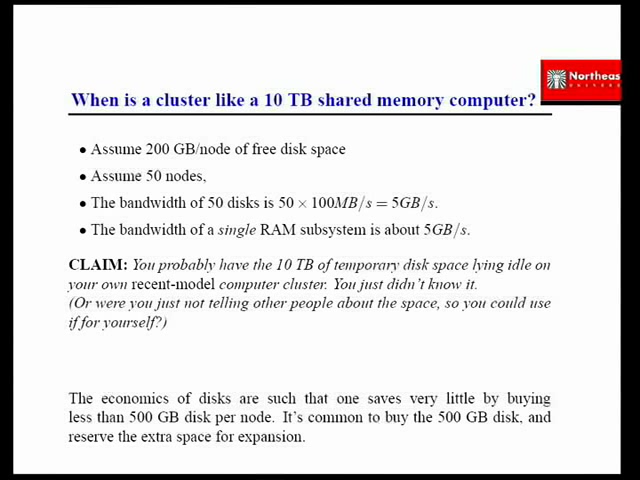 Northeas
When is a cluster like a 10 TB shared memory computer?
• Assume 200 GB/node of free disk space
• Assume 50 nodes,
• The bandwidth of 50 disks is 50 × 100MB/s = 5GB/s.
• The bandwidth of a single RAM subsystem is about 5GB/s.
CLAIM: You probably have the 10 TB of temporary disk space lying idle on
your own recent-model computer cluster. You just didn't know it.
(Or were you just not telling other people about the space, so you could use
if for yourself?)
The economics of disks are such that one saves very little by buying
less than 500 GB disk per node. It's common to buy the 500 GB disk, and
reserve the extra space for expansion.